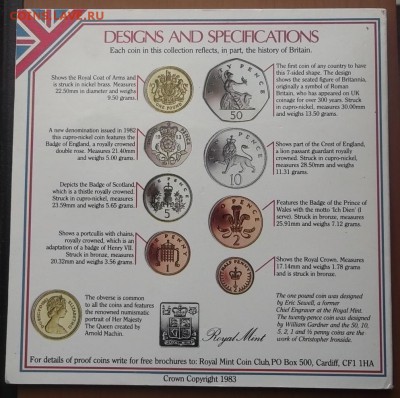 DESIGNS AND SPECIFICATIONS
Each coin in this collection reflects, in part, the history of Britain.
Shows the Royal Coat of Arms and
is struck in nickel brass. Measures
22.50mm in diameter and weighs
9.50 grams.
ONE POUND
PENCE
50
The first coin of any country to have
this 7-sided shape. The design
shows the seated figure of Britannia,
originally a symbol of Roman
Britain, who has appeared on UK
coinage for over 300 years. Struck in
cupro-nickel, measures 30.00mm
and weighs 13.50 grams.
A new denomination issued in 1982
this cupro-nickel coin features the
Badge of England, a royally crowned
double rose. Measures 21.40mm
and weighs 5.00 grams.
PENCE
10
Shows part of the Crest of England,
a lion passant guardant royally
crowned. Struck in cupro-nickel,
measures 28.50mm and weighs
11.31 grams.
Depicts the Badge of Scotland,
which is a thistle royally crowned.
Struck in cupro-nickel, measures
23.59mm and weighs 5.65 grams.
5
2
Features the Badge of the Prince of
Wales with the motto 'Ich Dien' (I
serve). Struck in bronze, measures
25.91mm and weighs 7.12 grams.
Shows a portcullis with chains,
royally crowned, which is an
adaptation of a badge of Henry VII.
Struck in bronze, measures
20.32mm and weighs 3.56 grams.
PENNY
1
Shows the Royal Crown. Measures
17.14mm and weighs 1.78 grams
and is struck in bronze.
The obverse is common
to all the coins and features
the renowned numismatic
portrait of Her Majesty
The Queen created by
Arnold Machin.
Royal Mint
The one pound coin was designed
by Eric Sewell, a former
Chief Engraver at the Royal Mint.
The twenty-pence coin was designed
by William Gardner and the 50, 10,
5, 2, 1 and ½ penny coins are the
work of Christopher Ironside.
For details of proof coins write for free brochures to: Royal Mint Coin Club, PO Box 500, Cardiff, CF1 1HA
Crown Copyright 1983